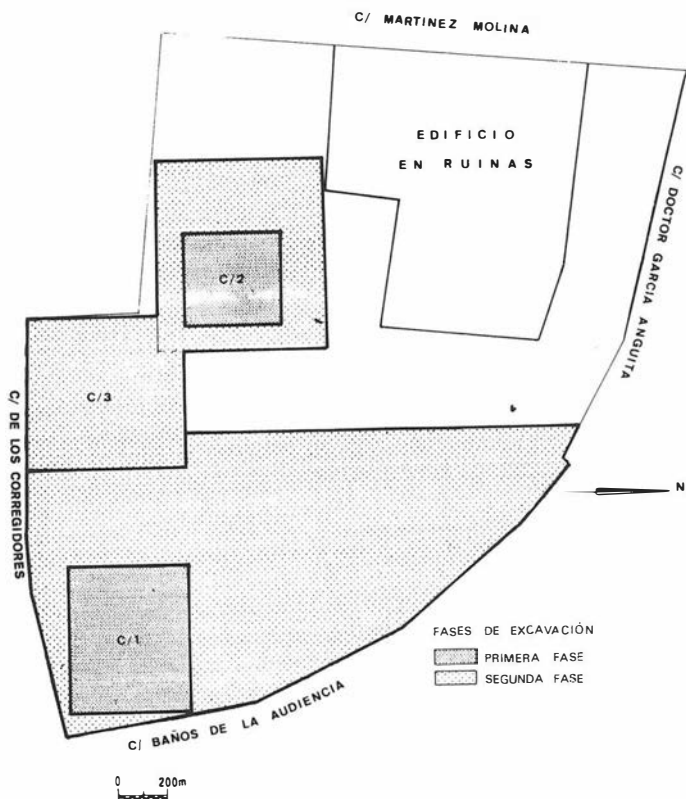 C/ MARTINEZ MOLINA
EDIFICIO
EN RUINAS
C/ DOCTOR GARCIA ANGUITA
C/2
C/3
C/ DE LOS CORREGIDORES
N
C/1
FASES DE EXCAVACIÓN
PRIMERA FASE
SEGUNDA FASE
C/ BAÑOS DE LA AUDIENCIA
0 200m